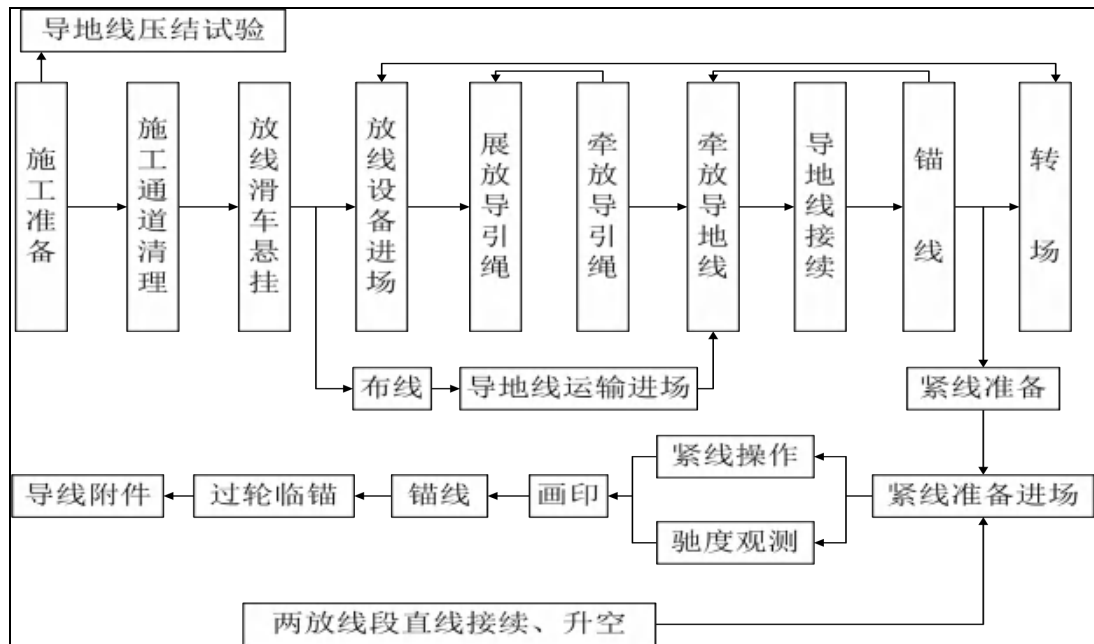 导地线压结试验
施工准备
施工通道清理
放线滑车悬挂
放线设备进场
展放导引绳
牵放导引绳
牵放导地线
导地线接续
锚线
转场
布线
导地线运输进场
紧线准备
紧线操作
导线附件
过轮临锚
锚线
画印
紧线准备进场
驰度观测
两放线段直线接续、升空